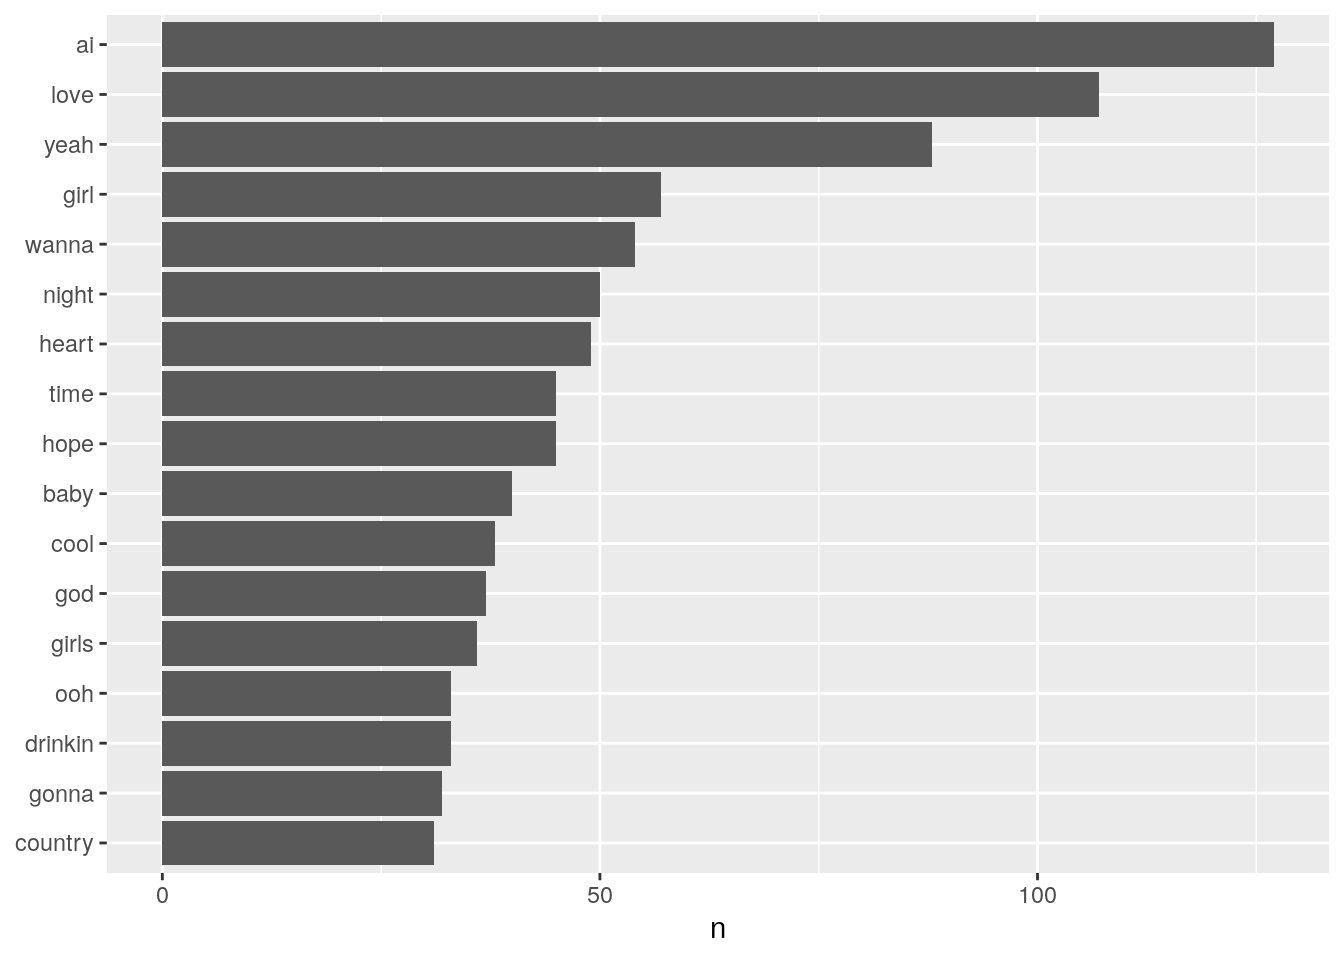 ai
love
yeah
girl
wanna
night
heart
time
hope
baby
cool
god
girls
ooh
drinkin
gonna
country
0 50 100
n